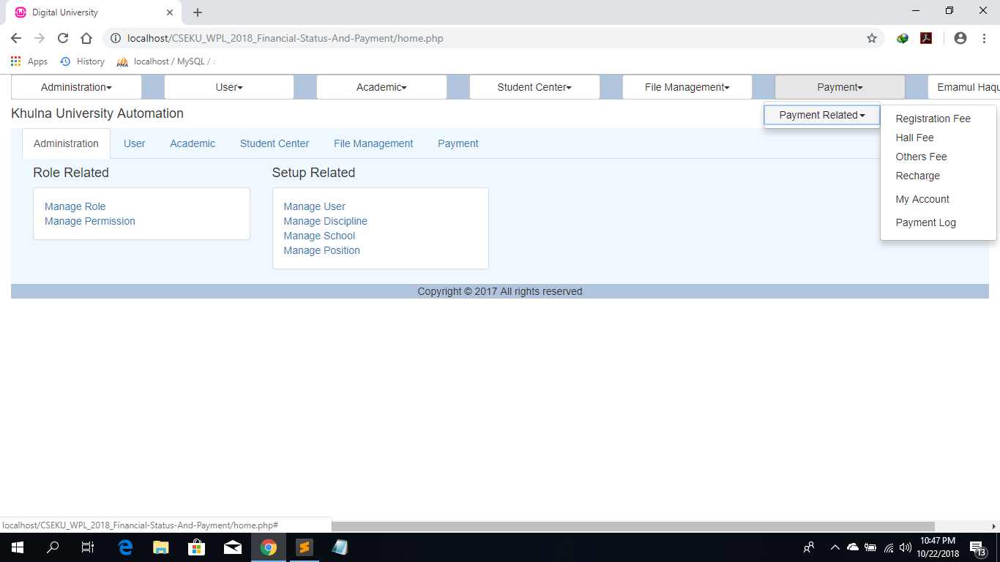 Digital University
localhost/CSEKU_WPL_2018_Financial-Status-And-Payment/home.php
Apps History localhost / MySQL /
Administration User Academic Student Center File Management Payment Emamul Haqu
Khulna University Automation
Payment Related
Registration Fee
Hall Fee
Others Fee
Recharge
My Account
Payment Log
Administration User Academic Student Center File Management Payment
Role Related
Manage Role
Manage Permission
Setup Related
Manage User
Manage Discipline
Manage School
Manage Position
Copyright © 2017 All rights reserved
localhost/CSEKU_WPL_2018_Financial-Status-And-Payment/home.php#
10:47 PM
10/22/2018
13